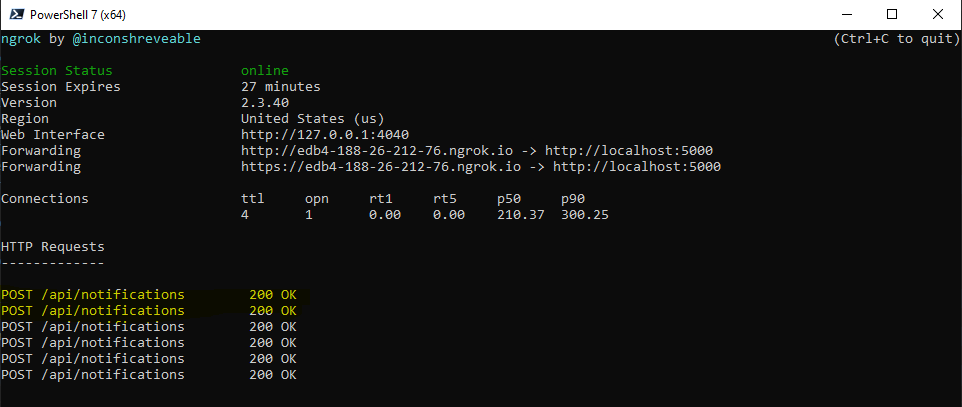 PowerShell 7 (x64)
ngrok by @inconshreveable (Ctrl+C to quit)
Session Status online
Session Expires 27 minutes
Version 2.3.40
Region United States (us)
Web Interface http://127.0.0.1:4040
Forwarding http://edb4-188-26-212-76.ngrok.io -> http://localhost:5000
Forwarding https://edb4-188-26-212-76.ngrok.io -> http://localhost:5000
Connections ttl opn rt1 rt5 p50 p90
4 1 0.00 0.00 210.37 300.25
HTTP Requests
-------------
POST /api/notifications 200 OK
POST /api/notifications 200 OK
POST /api/notifications 200 OK
POST /api/notifications 200 OK
POST /api/notifications 200 OK
POST /api/notifications 200 OK